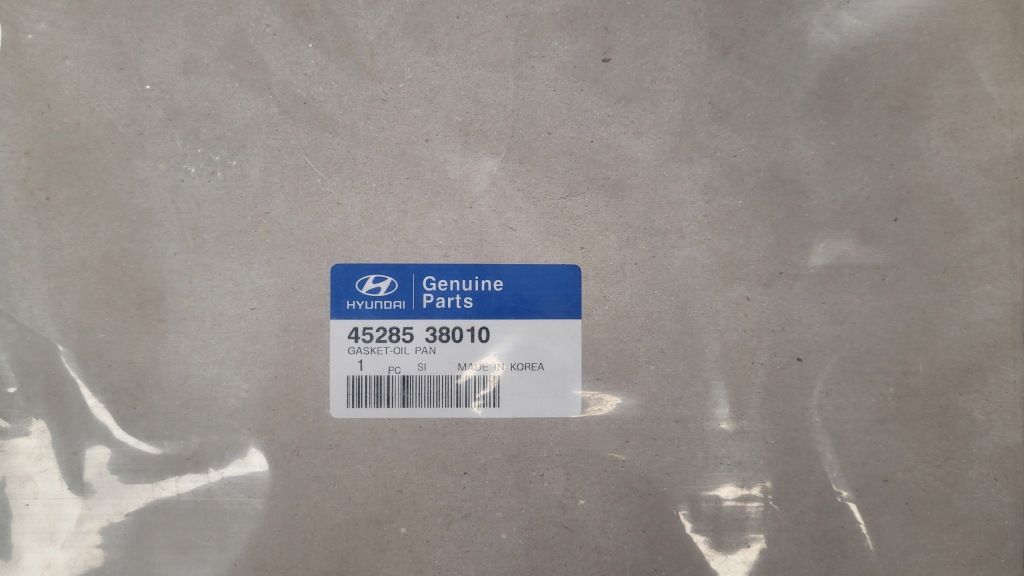 HYUNDAI
Genuine
Parts
45285 38010
GASKET-OIL PAN
1 PC SI MADE IN KOREA